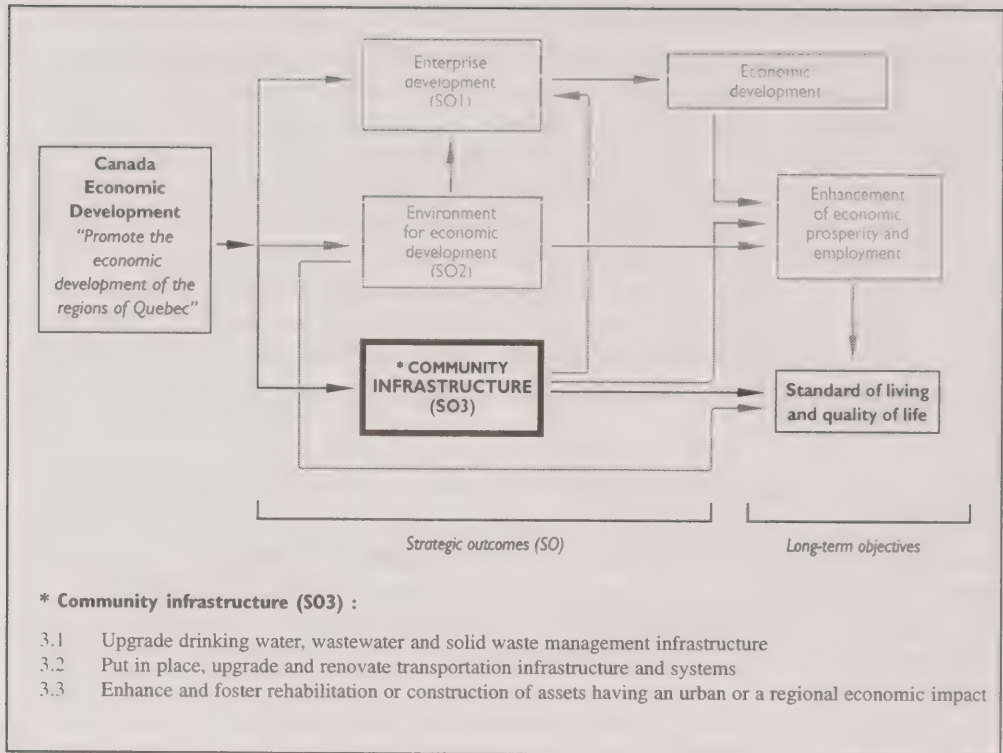 Canada
Economic
Development
"Promote the
economic
development of the
regions of Quebec"
Enterprise
development
(SO1)
Economic
development
Environment
for economic
development
(SO2)
Enhancement
of economic
prosperity and
employment
* COMMUNITY
INFRASTRUCTURE
(SO3)
Standard of living
and quality of life
Strategic outcomes (SO)
Long-term objectives
* Community infrastructure (S03) :
3.1 Upgrade drinking water, wastewater and solid waste management infrastructure
3.2 Put in place, upgrade and renovate transportation infrastructure and systems
3.3 Enhance and foster rehabilitation or construction of assets having an urban or a regional economic impact